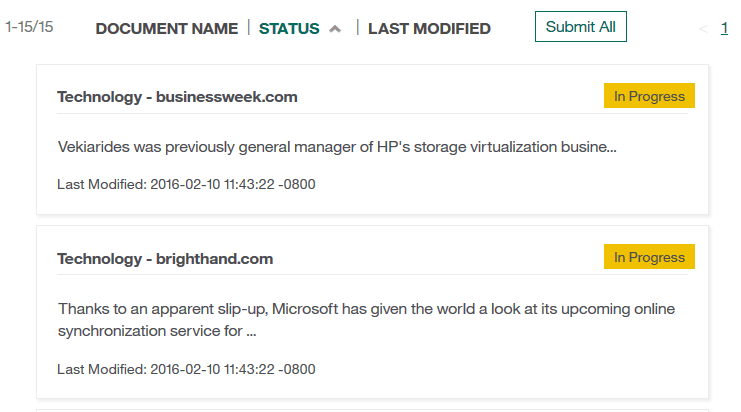 1-15/15 DOCUMENT NAME | STATUS | LAST MODIFIED Submit All < 1
Technology - businessweek.com In Progress
Vekiarides was previously general manager of HP's storage virtualization busine...
Last Modified: 2016-02-10 11:43:22 -0800
Technology - brighthand.com In Progress
Thanks to an apparent slip-up, Microsoft has given the world a look at its upcoming online
synchronization service for ...
Last Modified: 2016-02-10 11:43:22 -0800